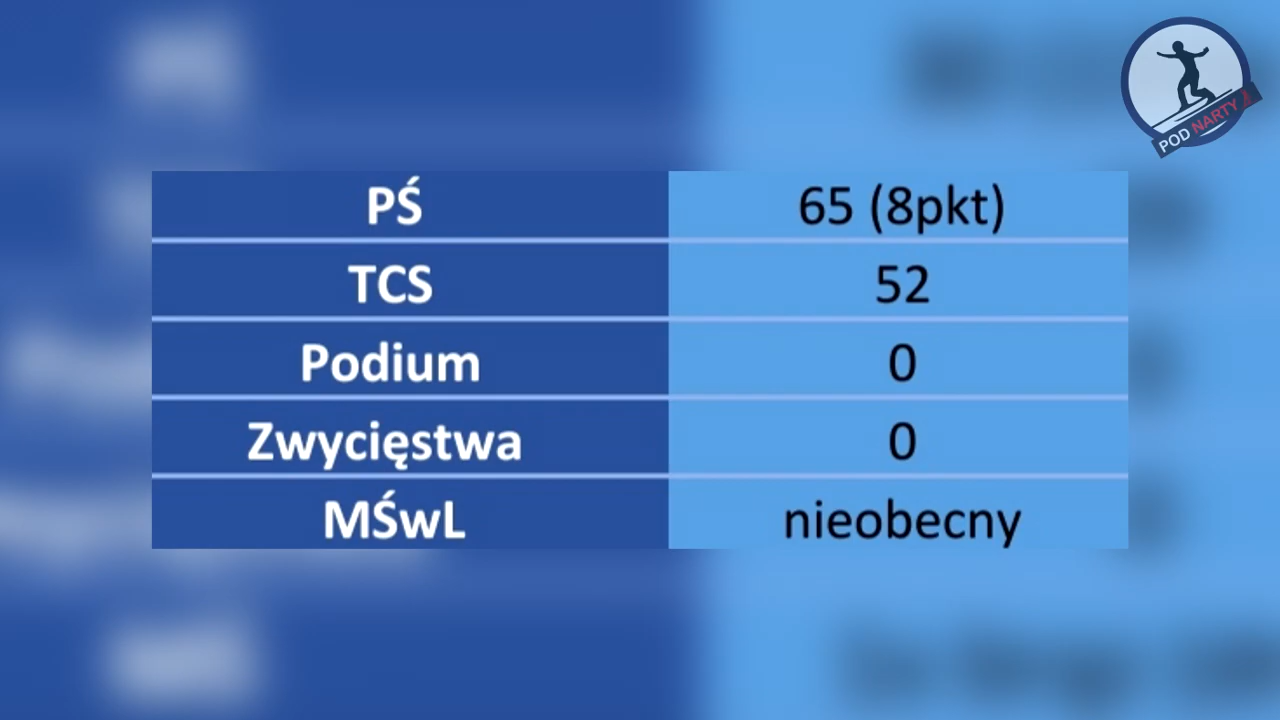 POD NARTY
PŚ 65 (8pkt)
TCS 52
Podium 0
Zwycięstwa 0
MŚwL nieobecny